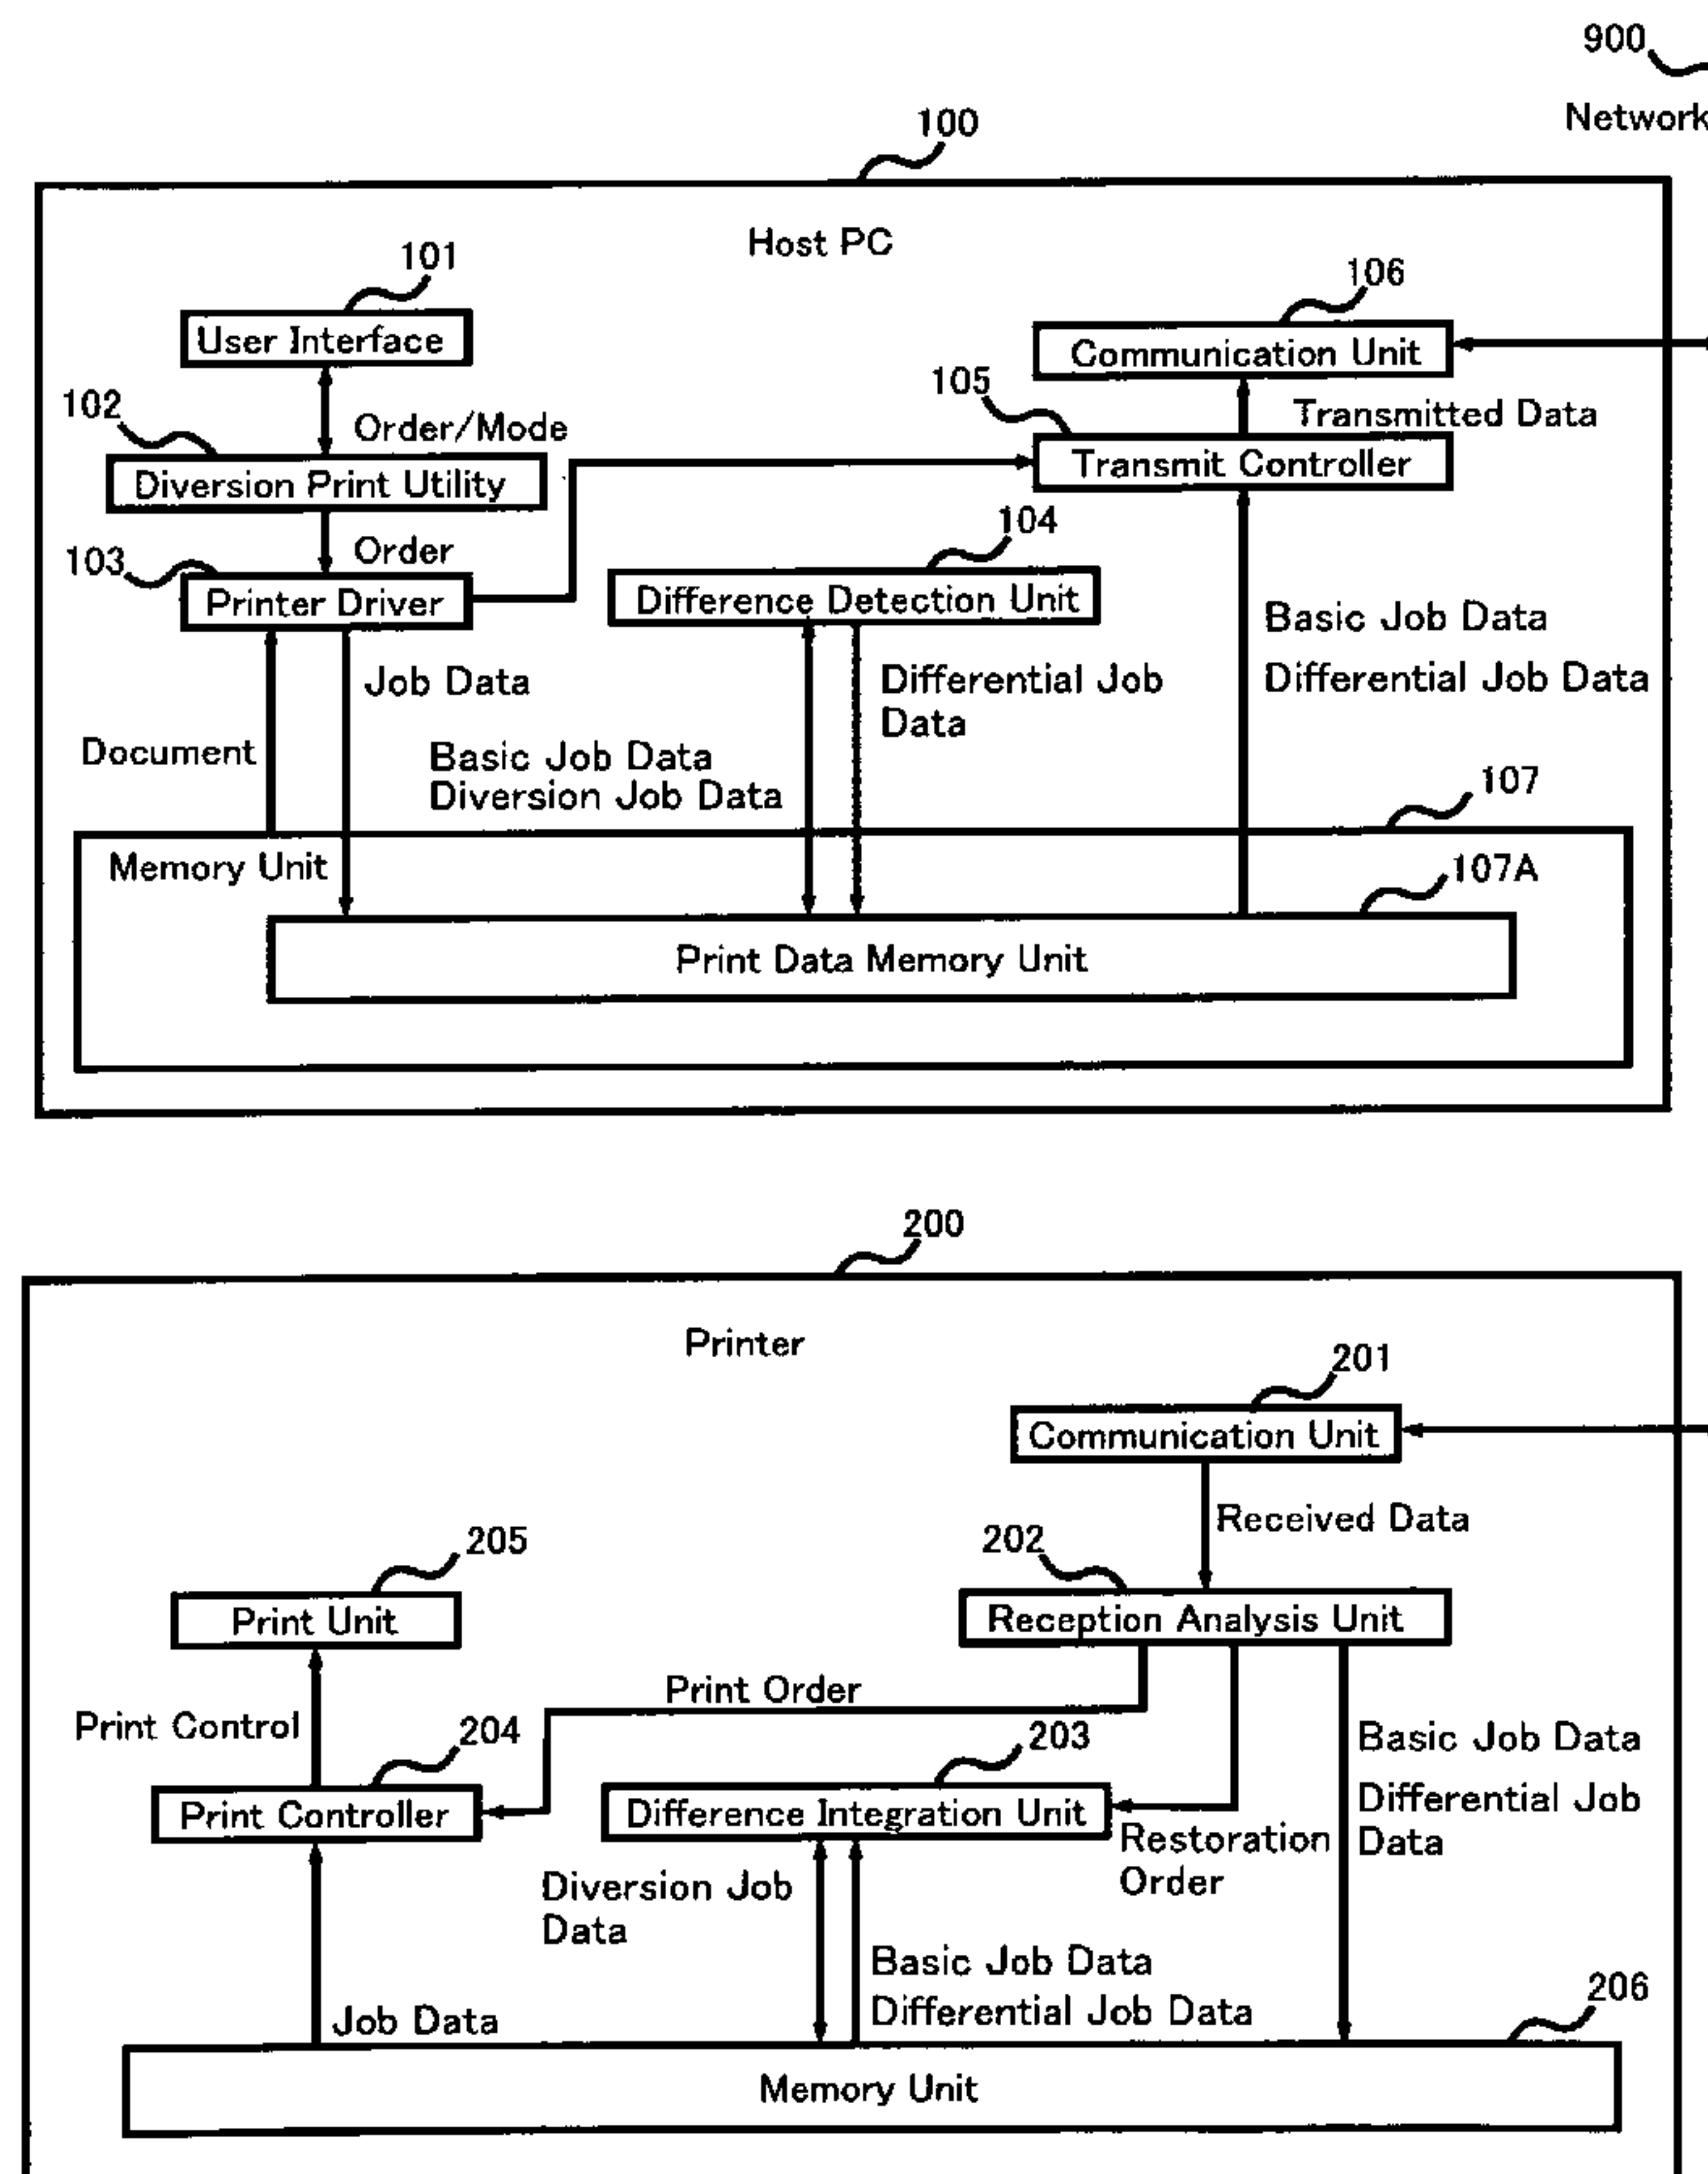 900
Network
100
Host PC
101
User Interface
106
Communication Unit
102
Order/Mode
105
Transmitted Data
Diversion Print Utility
Transmit Controller
103
Order
104
Printer Driver
Difference Detection Unit
Job Data
Differential Job
Data
Basic Job Data
Differential Job Data
Document
Basic Job Data
Diversion Job Data
107
Memory Unit
107A
Print Data Memory Unit
200
Printer
201
Communication Unit
Received Data
205
202
Print Unit
Reception Analysis Unit
Print Order
Print Control
204
203
Basic Job Data
Differential Job
Data
Print Controller
Difference Integration Unit
Restoration
Order
Diversion Job
Data
Basic Job Data
Differential Job Data
206
Job Data
Memory Unit